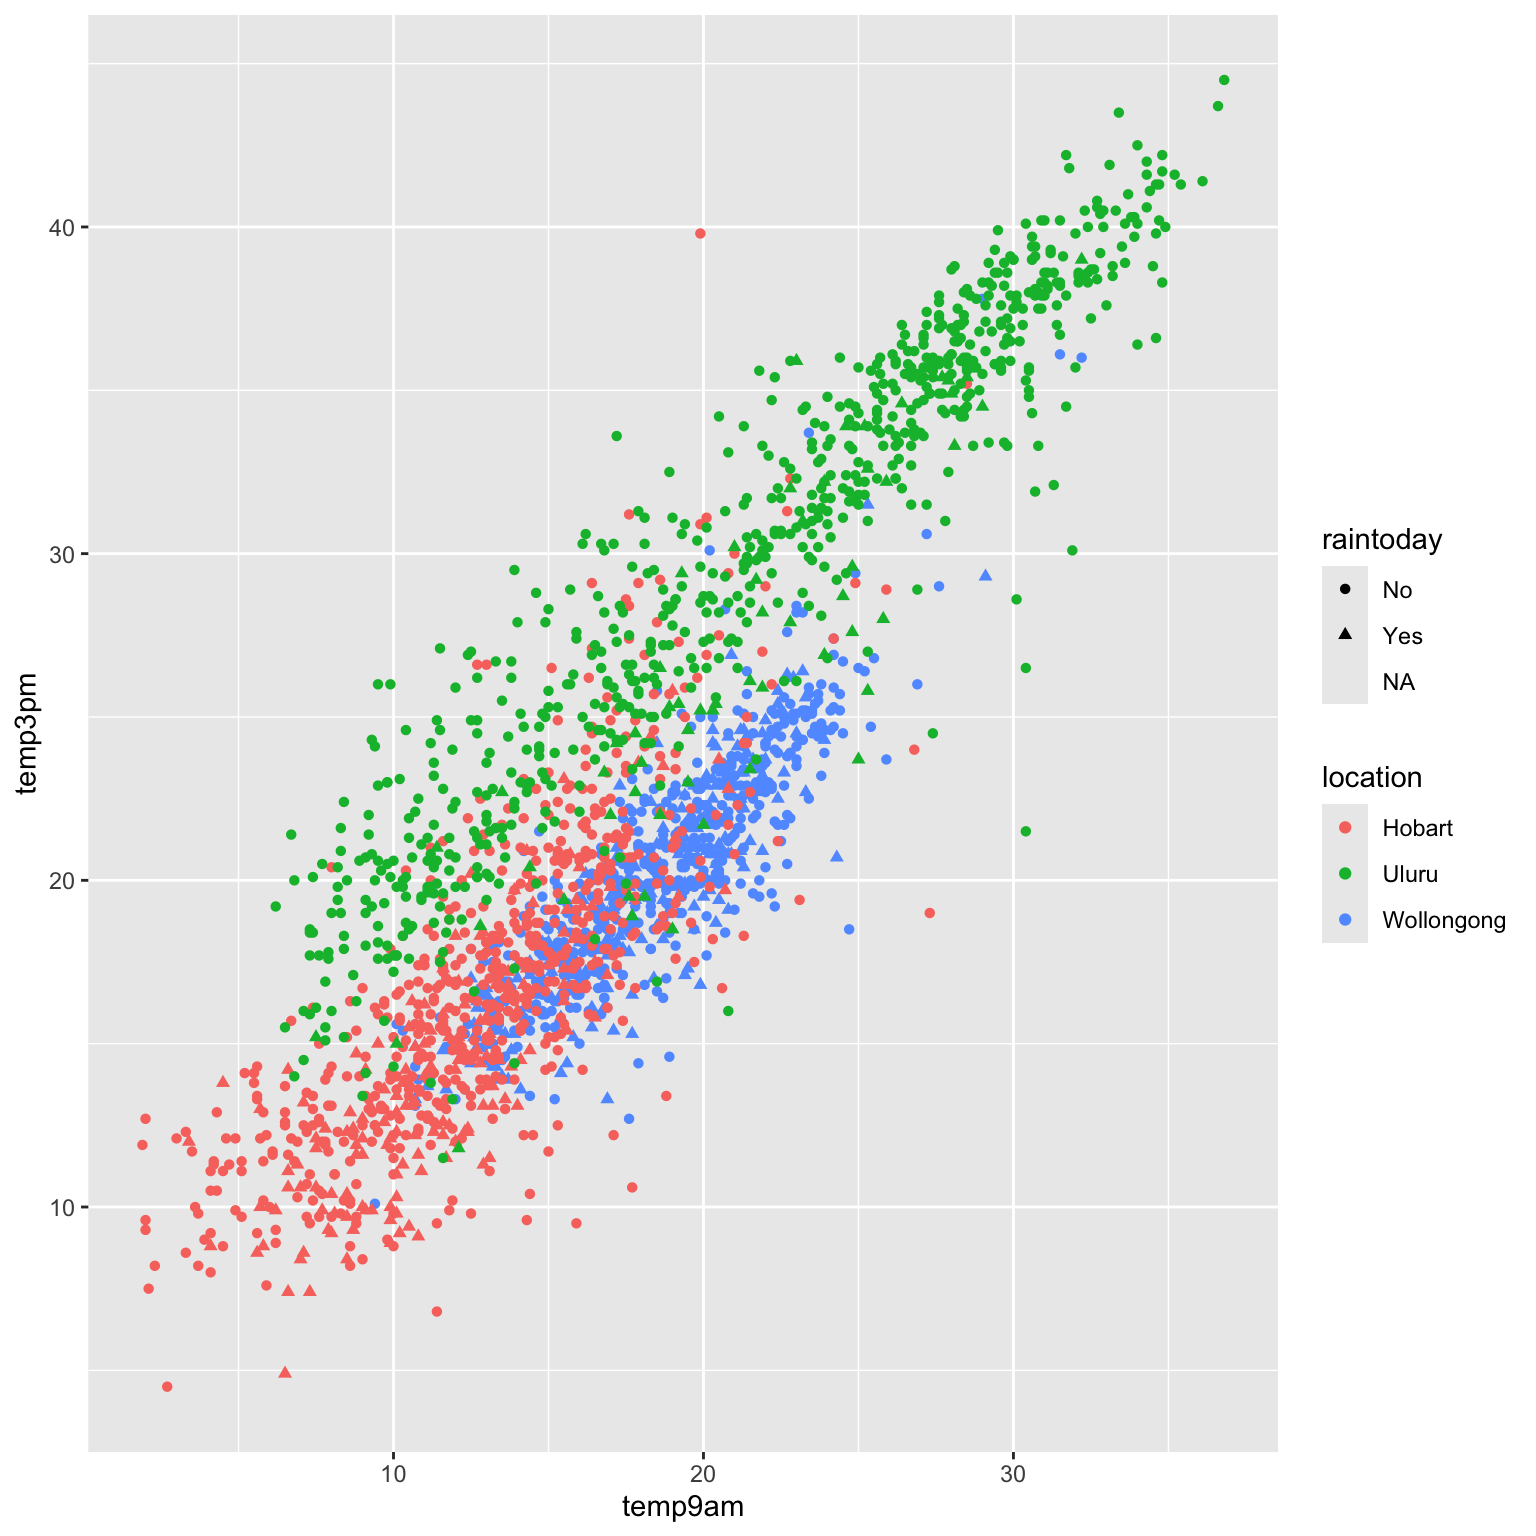 temp3pm
40
30
20
10
10 20 30
temp9am
raintoday
No
Yes
NA
location
Hobart
Uluru
Wollongong